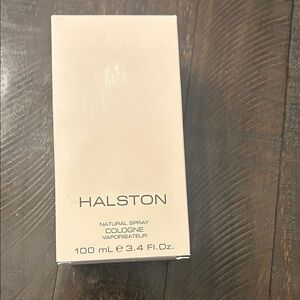 HALSTON
NATURAL SPRAY
COLOGNE
VAPORISATEUR
100 mL e 3.4 Fl.Oz.